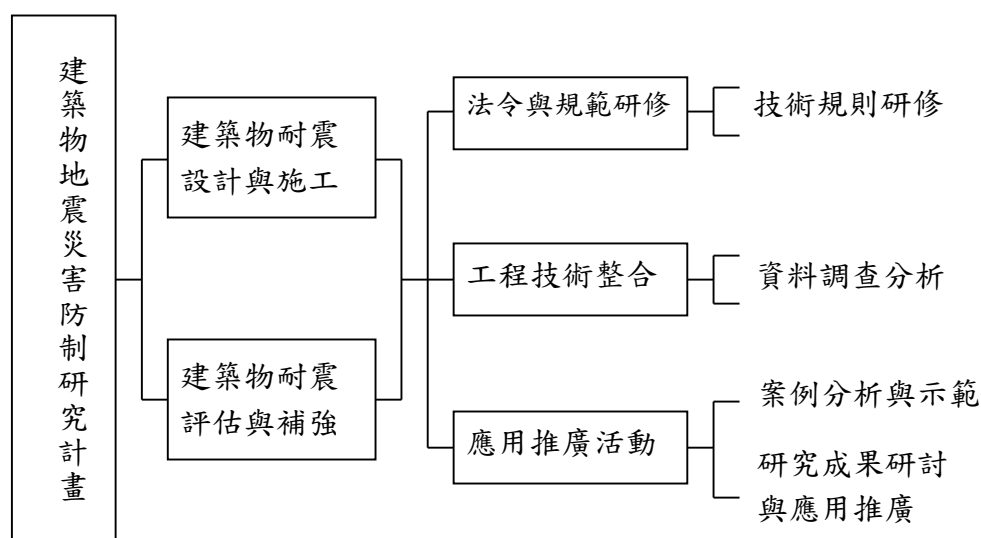 建築物地震災害防制研究計畫
建築物耐震
設計與施工
建築物耐震
評估與補強
法令與規範研修
工程技術整合
應用推廣活動
技術規則研修
資料調查分析
案例分析與示範
研究成果研討
與應用推廣